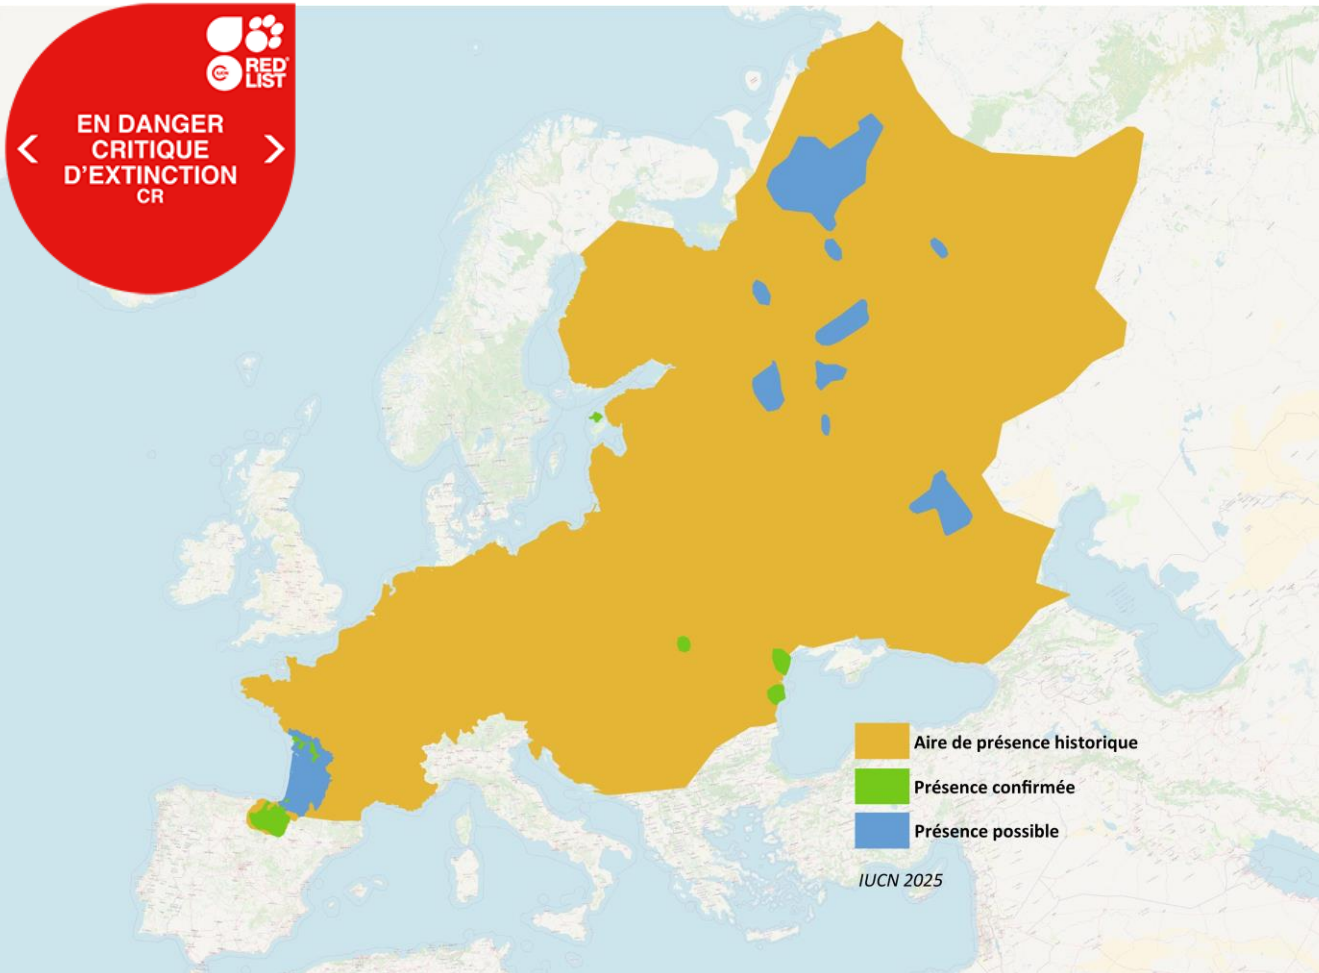 RED
LIST
EN DANGER
CRITIQUE
D'EXTINCTION
CR
Aire de présence historique
Présence confirmée
Présence possible
IUCN 2025